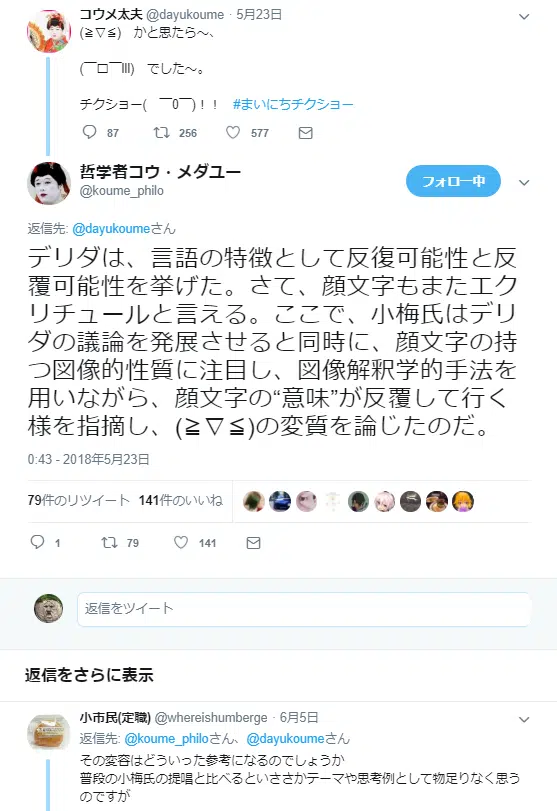 コウメ太夫 @dayukoume · 5月23日
(≧▽≦)　かと思たら〜、
(￣ロ￣lll)　でした〜。
チクショー(　￣0￣)！！　#まいにちチクショー
87 256 577
哲学者コウ・メダユー
@koume_philo
フォロー中
返信先: @dayukoumeさん
デリダは、言語の特徴として反復可能性と反
覆可能性を挙げた。さて、顔文字もまたエク
リチュールと言える。ここで、小梅氏はデリ
ダの議論を発展させると同時に、顔文字の持
つ図像的性質に注目し、図像解釈学的手法を
用いながら、顔文字の“意味”が反覆して行く
様を指摘し、(≧▽≦)の変質を論じたのだ。
0:43 - 2018年5月23日
79件のリツイート 141件のいいね
1 79 141
返信をツイート
返信をさらに表示
小市民(定職) @whereishumberge · 6月5日
返信先: @koume_philoさん、@dayukoumeさん
その変容はどういった参考になるのでしょうか
普段の小梅氏の提唱と比べるといささかテーマや思考例として物足りなく思う
のですが